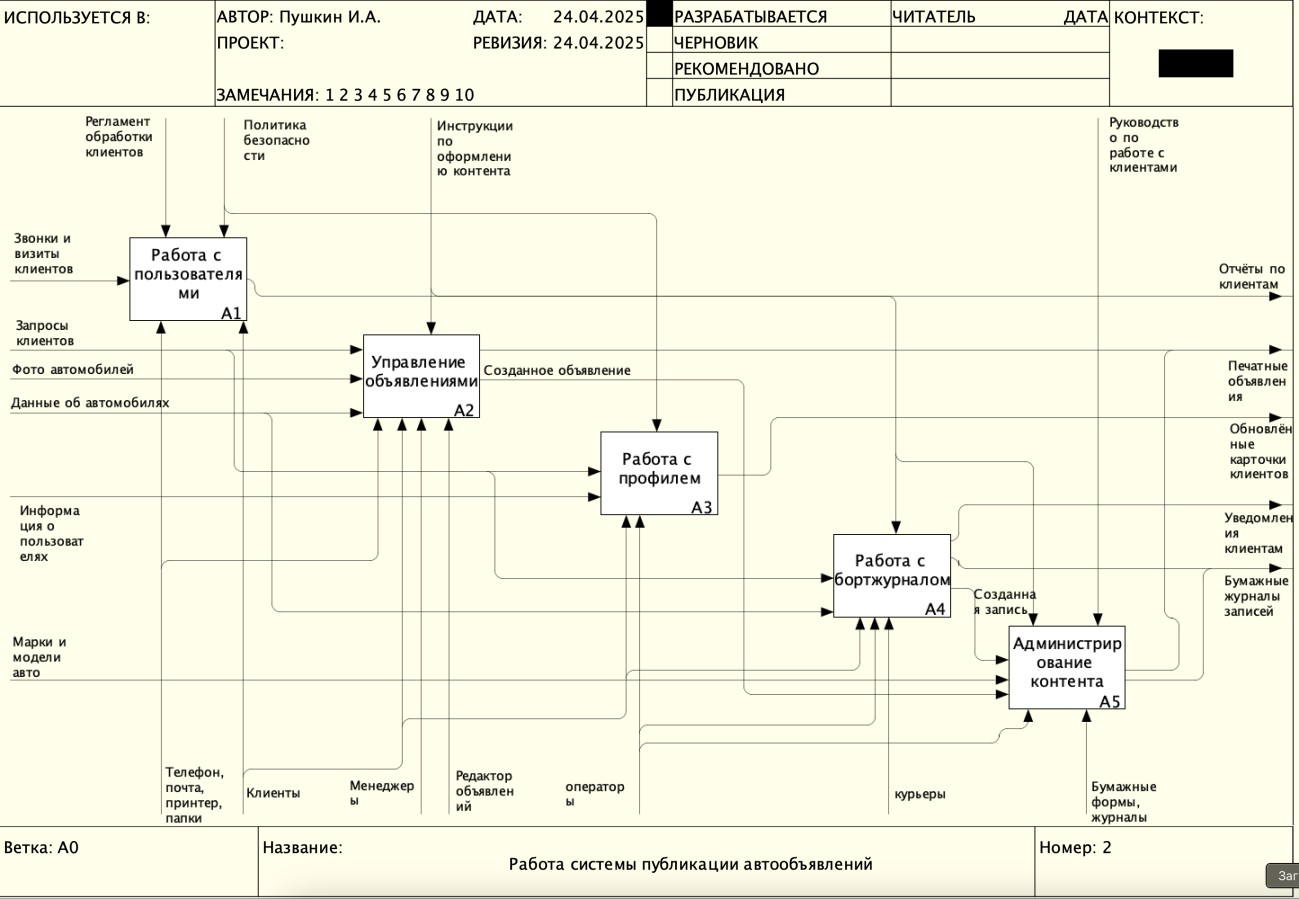 ИСПОЛЬЗУЕТСЯ В:
АВТОР: Пушкин И.А.
ДАТА: 24.04.2025
ПРОЕКТ:
РЕВИЗИЯ: 24.04.2025
ЗАМЕЧАНИЯ: 1 2 3 4 5 6 7 8 9 10
РАЗРАБАТЫВАЕТСЯ
ЧЕРНОВИК
РЕКОМЕНДОВАНО
ПУБЛИКАЦИЯ
ЧИТАТЕЛЬ
ДАТА
КОНТЕКСТ:
Регламент
обработки
клиентов
Политика
безопасно
сти
Инструкции
по
оформлени
ю контента
Руководств
о по
работе с
клиентами
Звонки и
визиты
клиентов
Работа с
пользователя
ми
A1
Отчёты по
клиентам
Запросы
клиентов
Фото автомобилей
Данные об автомобилях
Управление
объявлениями
A2
Созданное объявление
Печатные
объявлен
ия
Обновлён
ные
карточки
клиентов
Работа с
профилем
A3
Информа
ция о
пользоват
елях
Уведомлен
ия
клиентам
Работа с
бортжурналом
A4
Бумажные
журналы
записей
Создання
я запись
Марки и
модели
авто
Администрир
ование
контента
A5
Телефон,
почта,
принтер,
папки
Клиенты
Менеджер
ы
Редактор
объявлен
ий
оператор
ы
курьеры
Бумажные
формы,
журналы
Ветка: A0
Название:
Работа системы публикации автообъявлений
Номер: 2
Заг